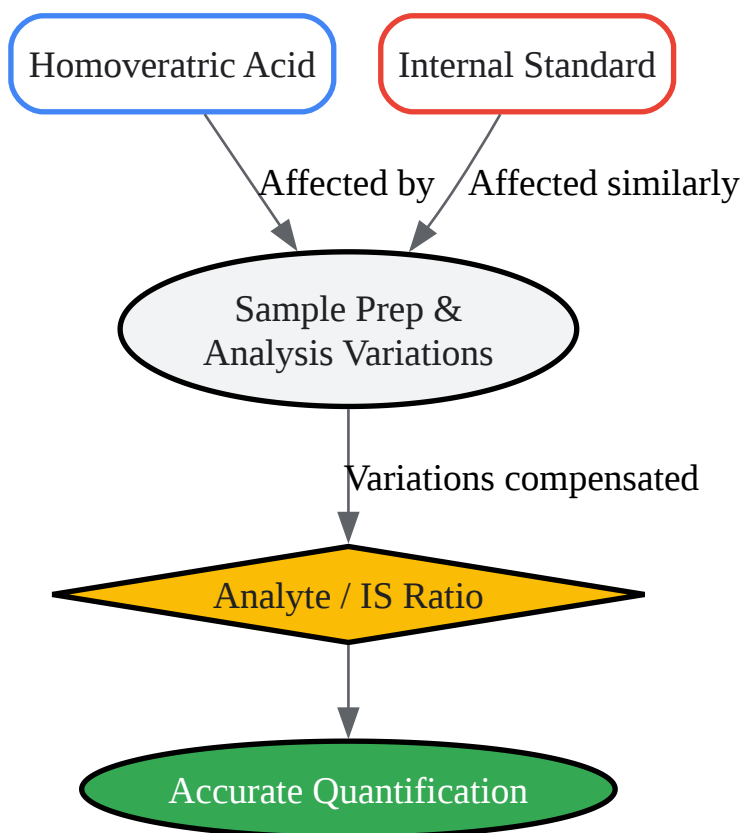 Homoveratric Acid
Internal Standard
Affected by
Affected similarly
Sample Prep &
Analysis Variations
Variations compensated
Analyte / IS Ratio
Accurate Quantification